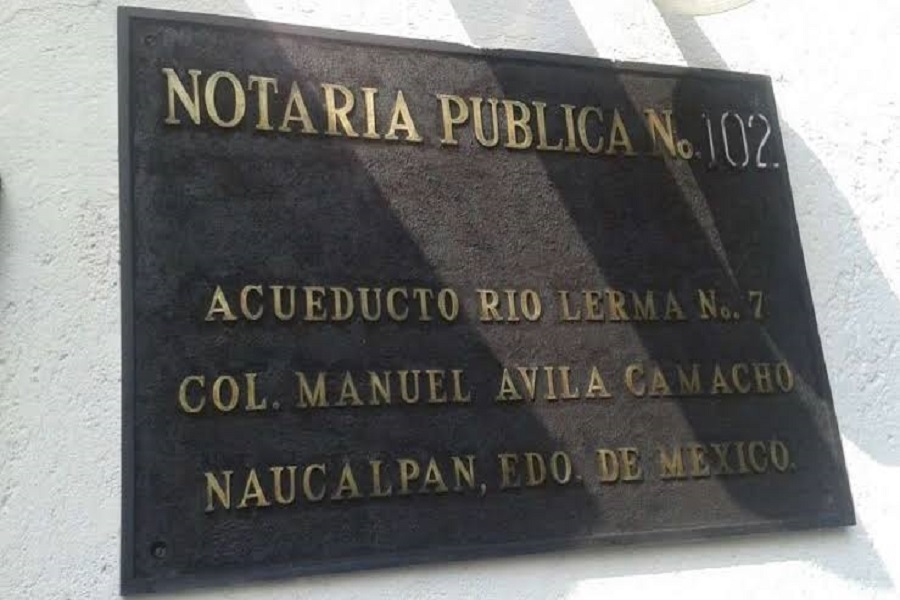 NOTARIA PUBLICA No. 102
ACUEDUCTO RIO LERMA No. 7
COL. MANUEL AVILA CAMACHO
NAUCALPAN, EDO. DE MEXICO.